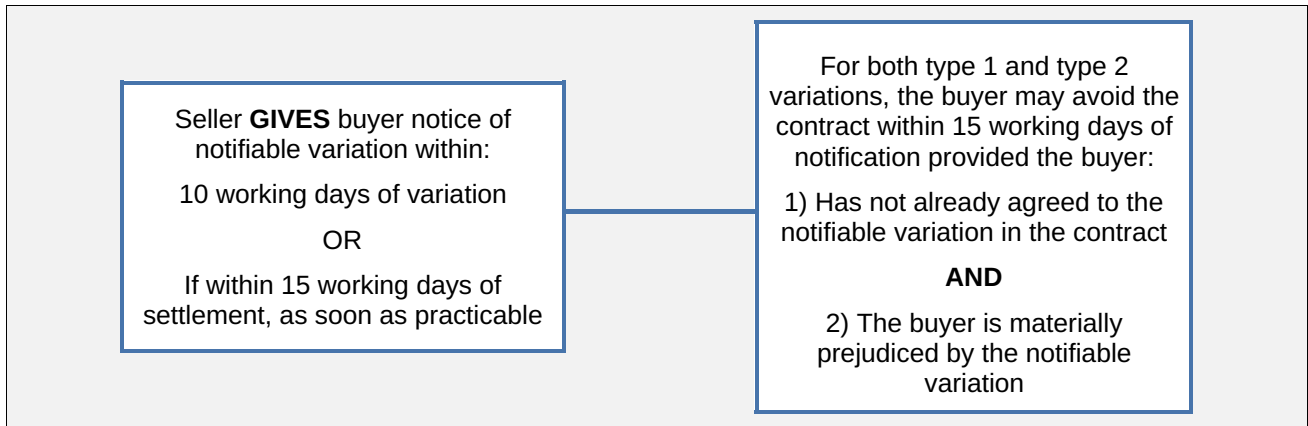 Seller GIVES buyer notice of
notifiable variation within:
10 working days of variation
OR
If within 15 working days of
settlement, as soon as practicable
For both type 1 and type 2
variations, the buyer may avoid the
contract within 15 working days of
notification provided the buyer:
1) Has not already agreed to the
notifiable variation in the contract
AND
2) The buyer is materially
prejudiced by the notifiable
variation